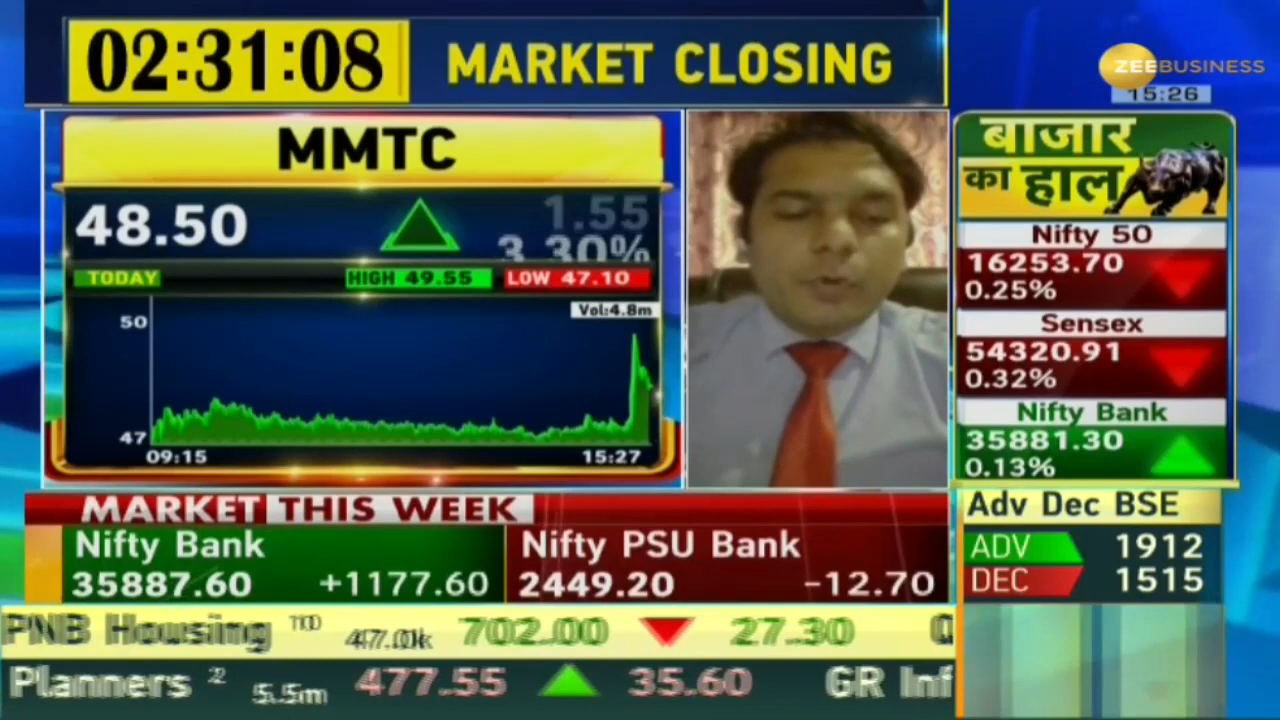 02:31:08
MARKET CLOSING
ZEEBUSINESS
15:26
MMTC
48.50
1.55
3.30%
TODAY
HIGH 49.55
LOW 47.10
Vol:4.8m
50
47
09:15
15:27
बाजार
का हाल
Nifty 50
16253.70
0.25%
Sensex
54320.91
0.32%
Nifty Bank
35881.30
0.13%
Adv Dec BSE
ADV 1912
DEC 1515
MARKET THIS WEEK
Nifty Bank
35887.60 +1177.60
Nifty PSU Bank
2449.20 -12.70
PNB Housing 47.0k 702.00 27.30
Planners 22 5.5m 477.55 35.60 GR Inf